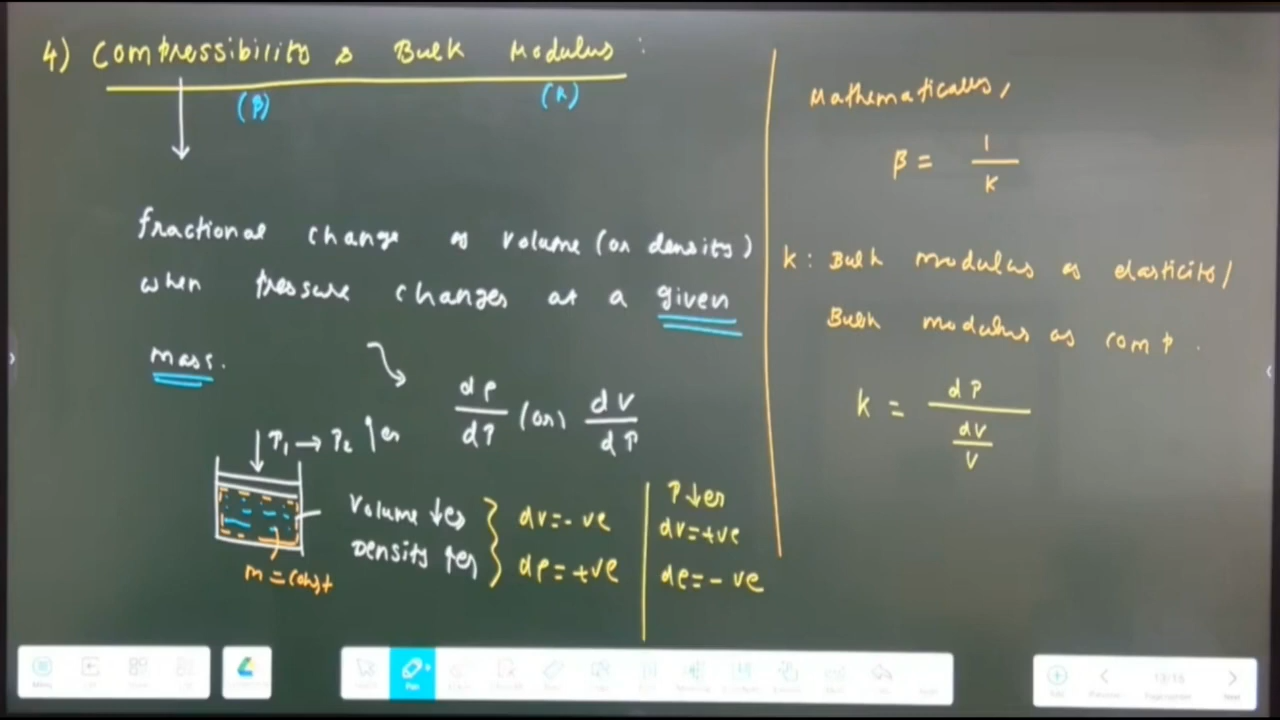 4) Compressibility & Bulk Modulus :
(β) (K)
fractional change of volume (or density)
when pressure changes at a given
mass.
dρ/dP (or) dV/dP
P₁ → P₂ ↑es
Volume ↓es } dv = - ve
Density ↑es } dρ = +ve
m = const
P ↓es
dv = +ve
dρ = - ve
Mathematically,
β = 1/K
K : Bulk modulus of elasticity /
Bulk modulus of comp.
K = dP / (dV/V)
Pen